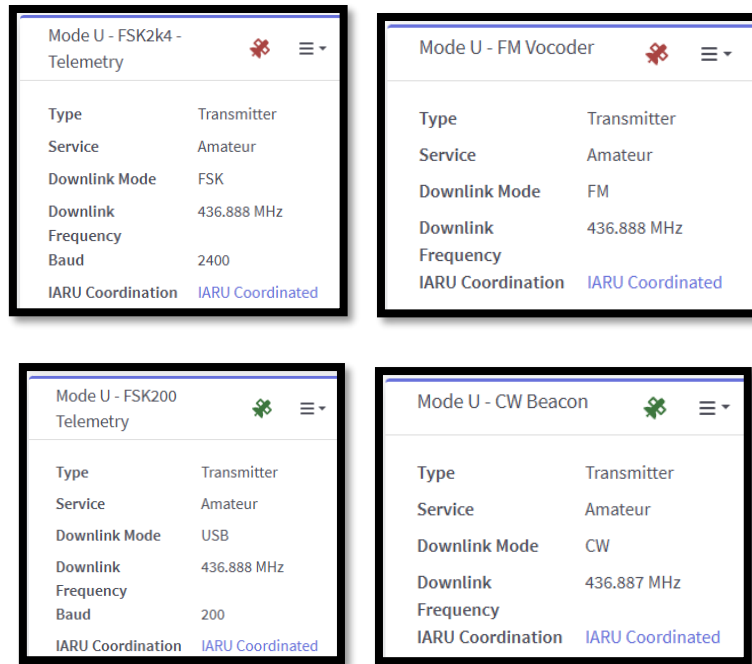 Mode U - FSK2k4 -
Telemetry
Type Transmitter
Service Amateur
Downlink Mode FSK
Downlink 436.888 MHz
Frequency
Baud 2400
IARU Coordination IARU Coordinated
Mode U - FM Vocoder
Type Transmitter
Service Amateur
Downlink Mode FM
Downlink 436.888 MHz
Frequency
IARU Coordination IARU Coordinated
Mode U - FSK200
Telemetry
Type Transmitter
Service Amateur
Downlink Mode USB
Downlink 436.888 MHz
Frequency
Baud 200
IARU Coordination IARU Coordinated
Mode U - CW Beacon
Type Transmitter
Service Amateur
Downlink Mode CW
Downlink 436.887 MHz
Frequency
IARU Coordination IARU Coordinated